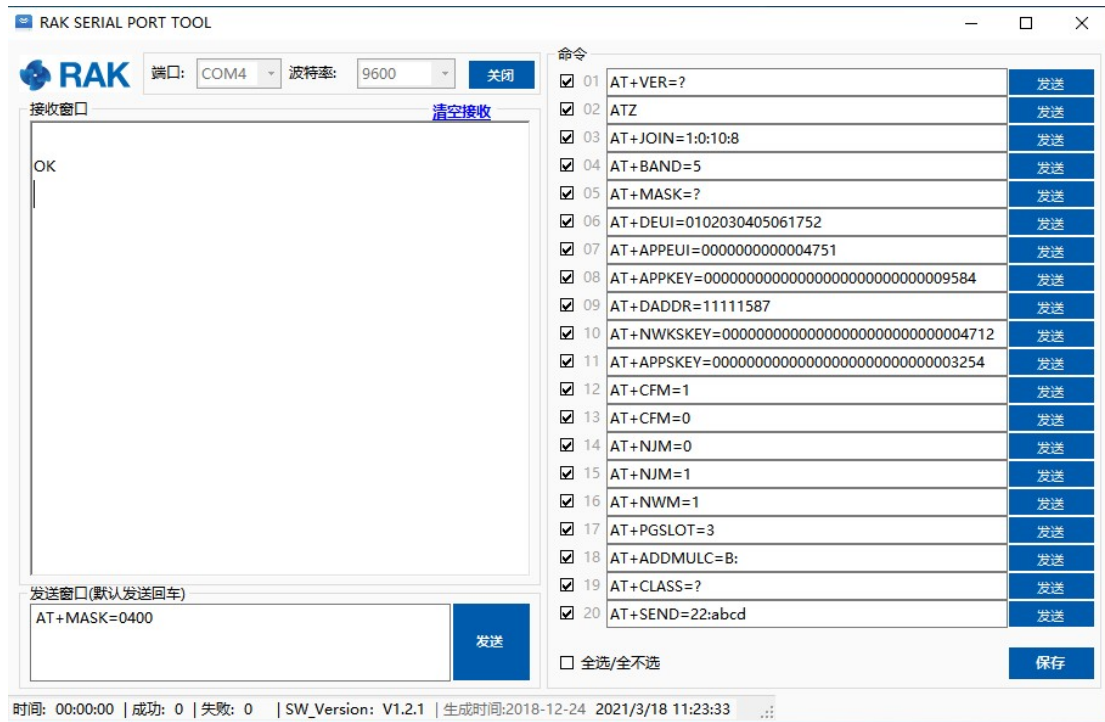 RAK SERIAL PORT TOOL
RAK 端口: COM4 波特率: 9600 关闭
接收窗口 清空接收
OK
发送窗口(默认发送回车)
AT+MASK=0400
发送
命令
01 AT+VER=? 发送
02 ATZ 发送
03 AT+JOIN=1:0:10:8 发送
04 AT+BAND=5 发送
05 AT+MASK=? 发送
06 AT+DEUI=0102030405061752 发送
07 AT+APPEUI=0000000000004751 发送
08 AT+APPKEY=00000000000000000000000000009584 发送
09 AT+DADDR=11111587 发送
10 AT+NWKSKEY=00000000000000000000000000004712 发送
11 AT+APPSKEY=00000000000000000000000000003254 发送
12 AT+CFM=1 发送
13 AT+CFM=0 发送
14 AT+NJM=0 发送
15 AT+NJM=1 发送
16 AT+NWM=1 发送
17 AT+PGSLOT=3 发送
18 AT+ADDMULC=B: 发送
19 AT+CLASS=? 发送
20 AT+SEND=22:abcd 发送
全选/全不选 保存
时间: 00:00:00 |成功: 0 |失败: 0 |SW_Version: V1.2.1 |生成时间:2018-12-24 2021/3/18 11:23:33